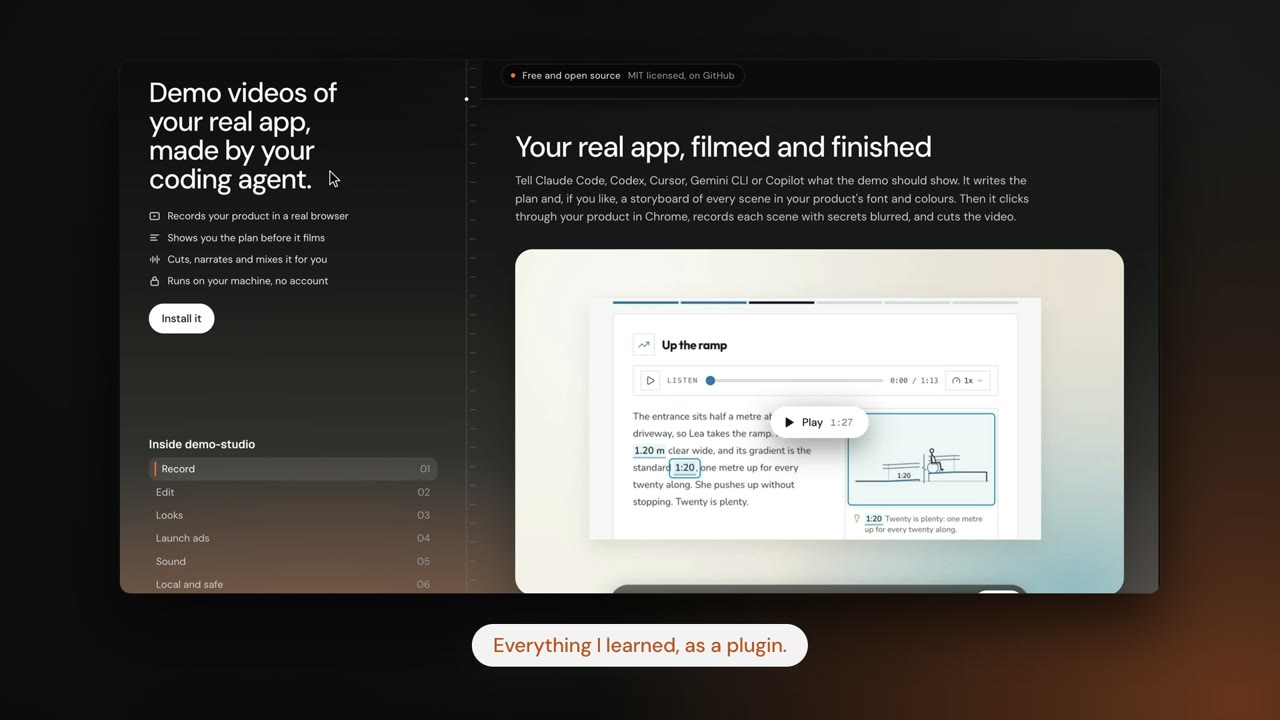 Demo videos of
your real app,
made by your
coding agent.
Records your product in a real browser
Shows you the plan before it films
Cuts, narrates and mixes it for you
Runs on your machine, no account
Install it
Inside demo-studio
Record 01
Edit 02
Looks 03
Launch ads 04
Sound 05
Local and safe 06
Free and open source MIT licensed, on GitHub
Your real app, filmed and finished
Tell Claude Code, Codex, Cursor, Gemini CLI or Copilot what the demo should show. It writes the
plan and, if you like, a storyboard of every scene in your product's font and colours. Then it clicks
through your product in Chrome, records each scene with secrets blurred, and cuts the video.
Up the ramp
LISTEN 0:00 / 1:13 1x
The entrance sits half a metre
driveway, so Lea takes the ramp.
1.20 m clear wide, and its gradient is the
standard 1:20, one metre up for every
twenty along. She pushes up without
stopping. Twenty is plenty.
Play 1:27
1:20
1:20 Twenty is plenty: one metre
up for every twenty along.
Everything I learned, as a plugin.